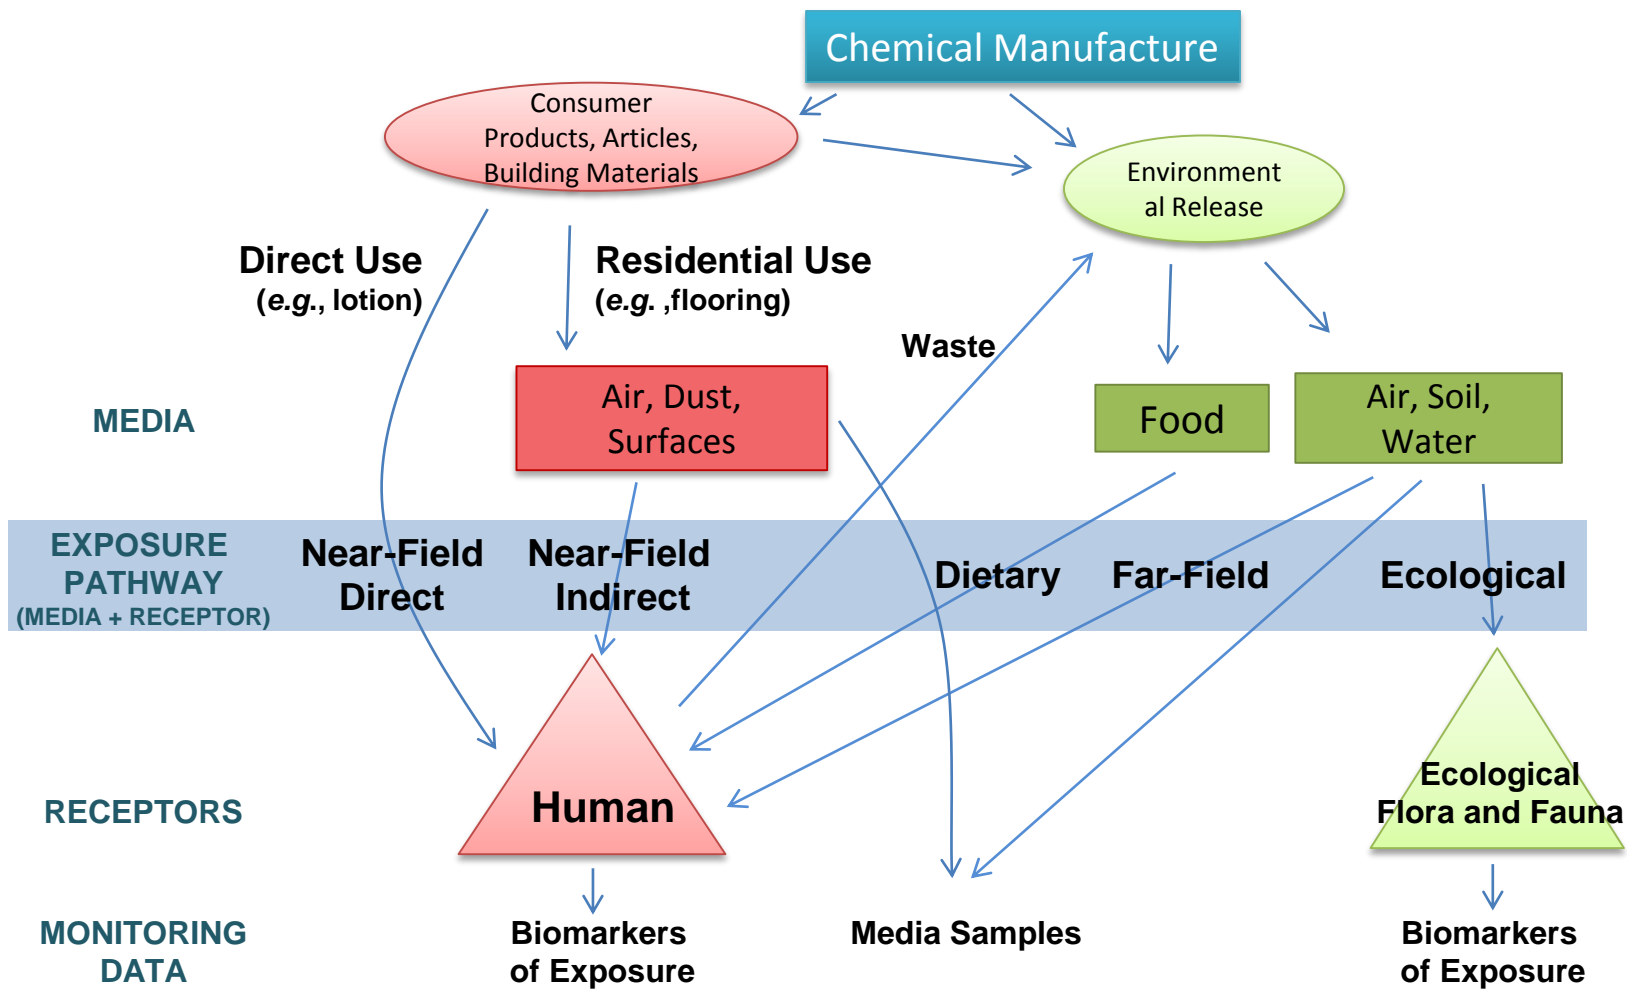 Chemical Manufacture
Consumer
Products, Articles,
Building Materials
Environment
al Release
Direct Use
(e.g., lotion)
Residential Use
(e.g. ,flooring)
Waste
MEDIA
Air, Dust,
Surfaces
Food
Air, Soil,
Water
EXPOSURE
PATHWAY
(MEDIA + RECEPTOR)
Near-Field
Direct
Near-Field
Indirect
Dietary
Far-Field
Ecological
RECEPTORS
Human
Ecological
Flora and Fauna
MONITORING
DATA
Biomarkers
of Exposure
Media Samples
Biomarkers
of Exposure